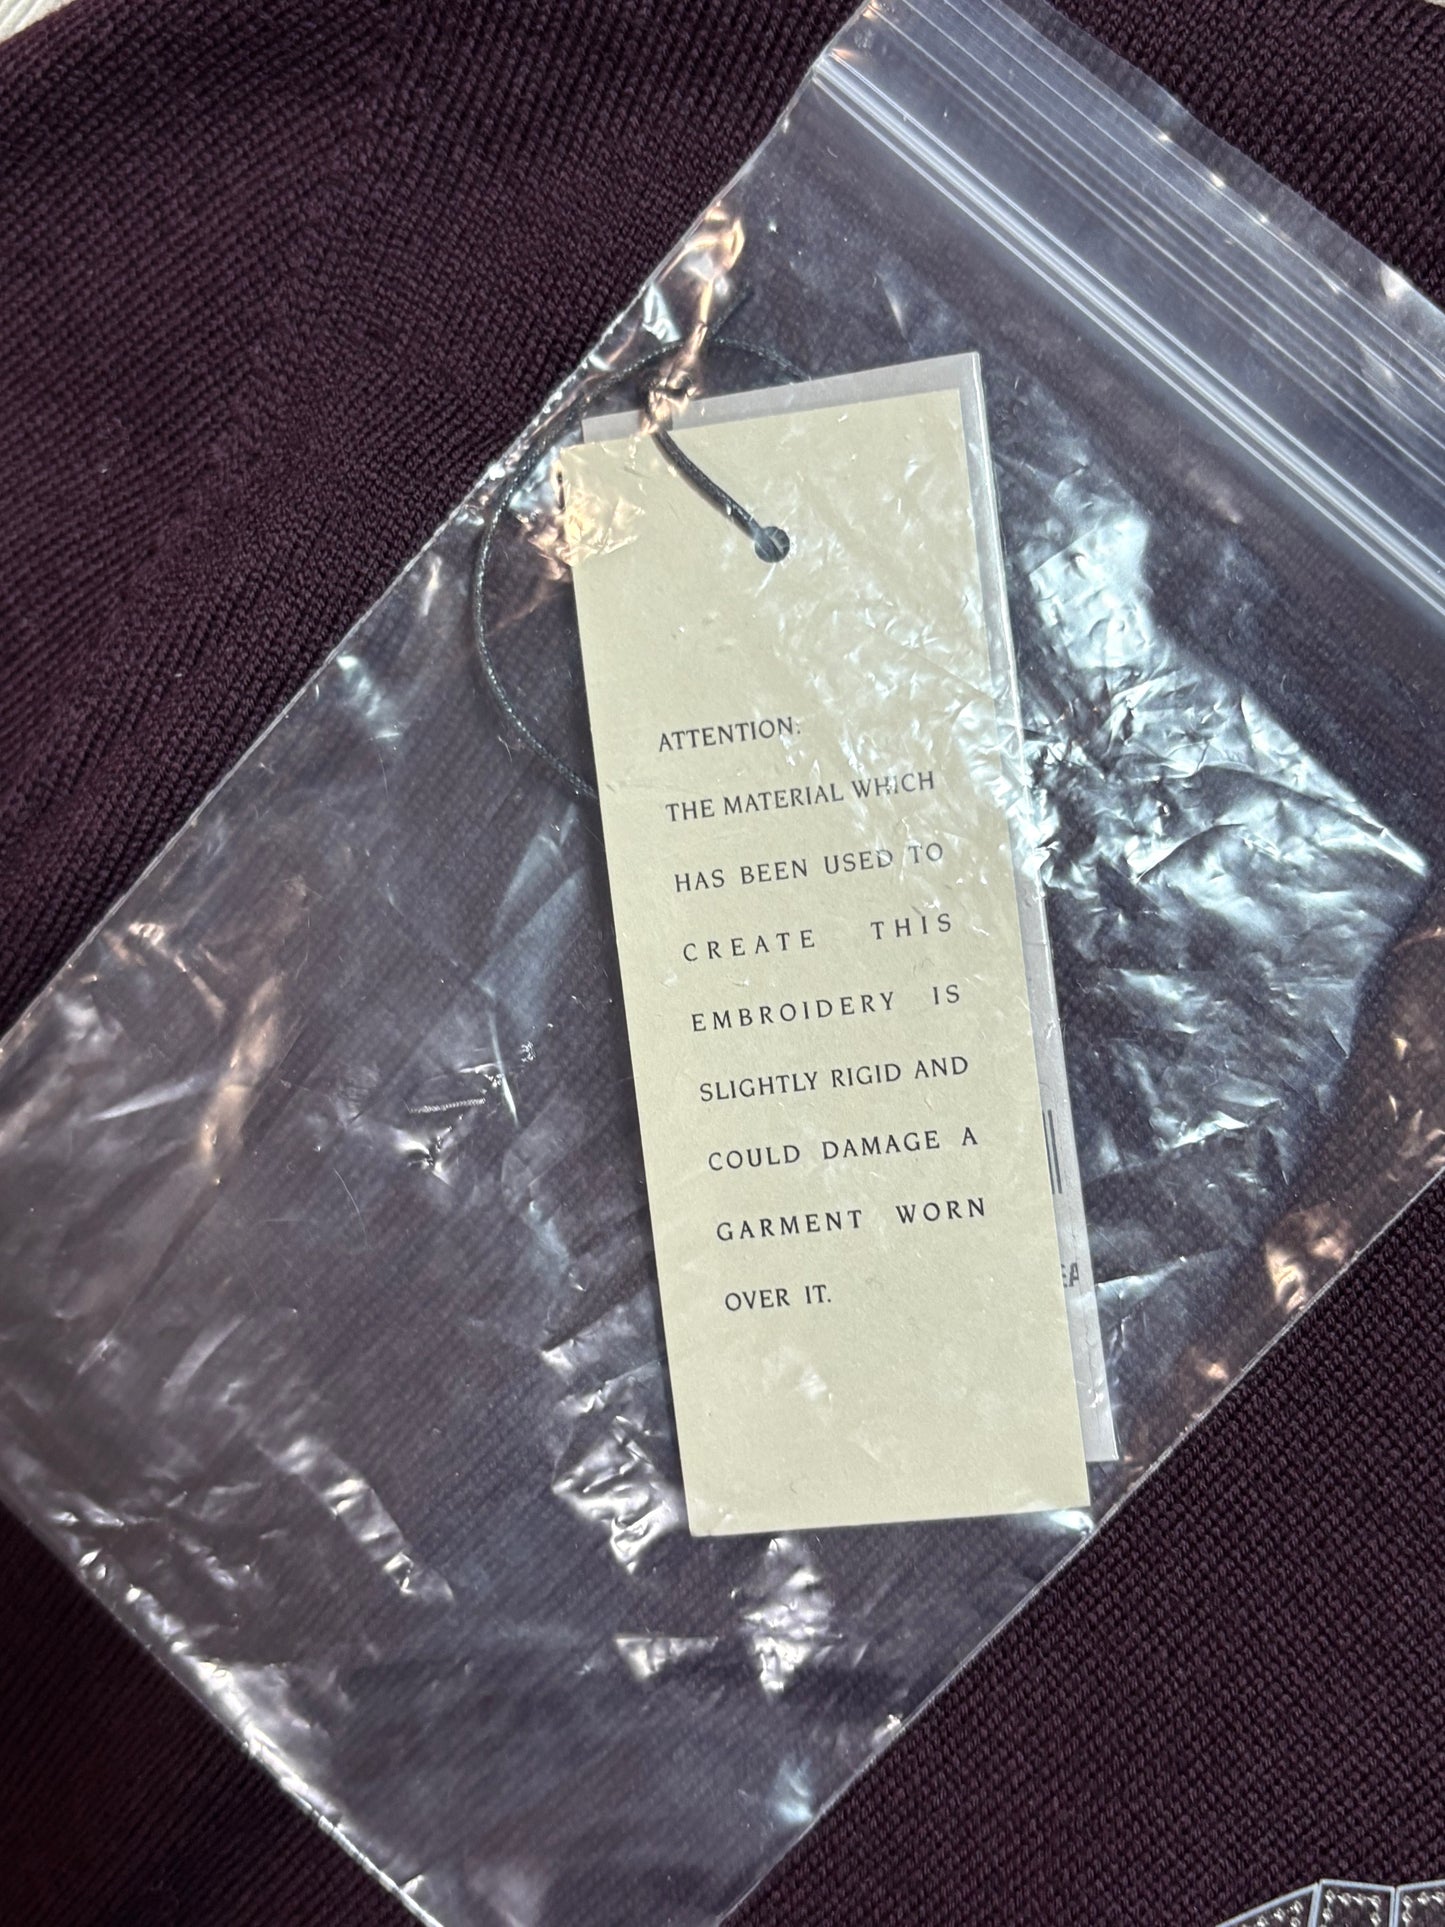 ATTENTION:
THE MATERIAL WHICH
HAS BEEN USED TO
CREATE THIS
EMBROIDERY IS
SLIGHTLY RIGID AND
COULD DAMAGE A
GARMENT WORN
OVER IT.